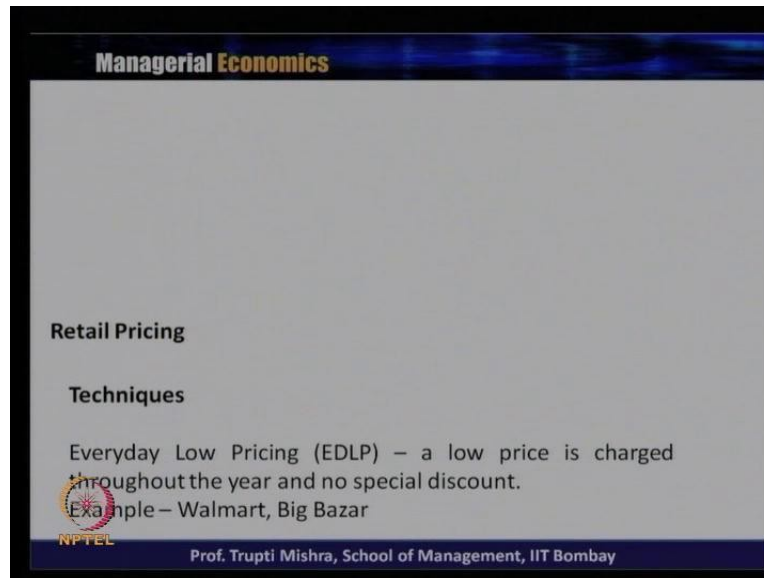 Managerial Economics
Retail Pricing
Techniques
Everyday Low Pricing (EDLP) – a low price is charged
throughout the year and no special discount.
Example – Walmart, Big Bazar
NPTEL
Prof. Trupti Mishra, School of Management, IIT Bombay